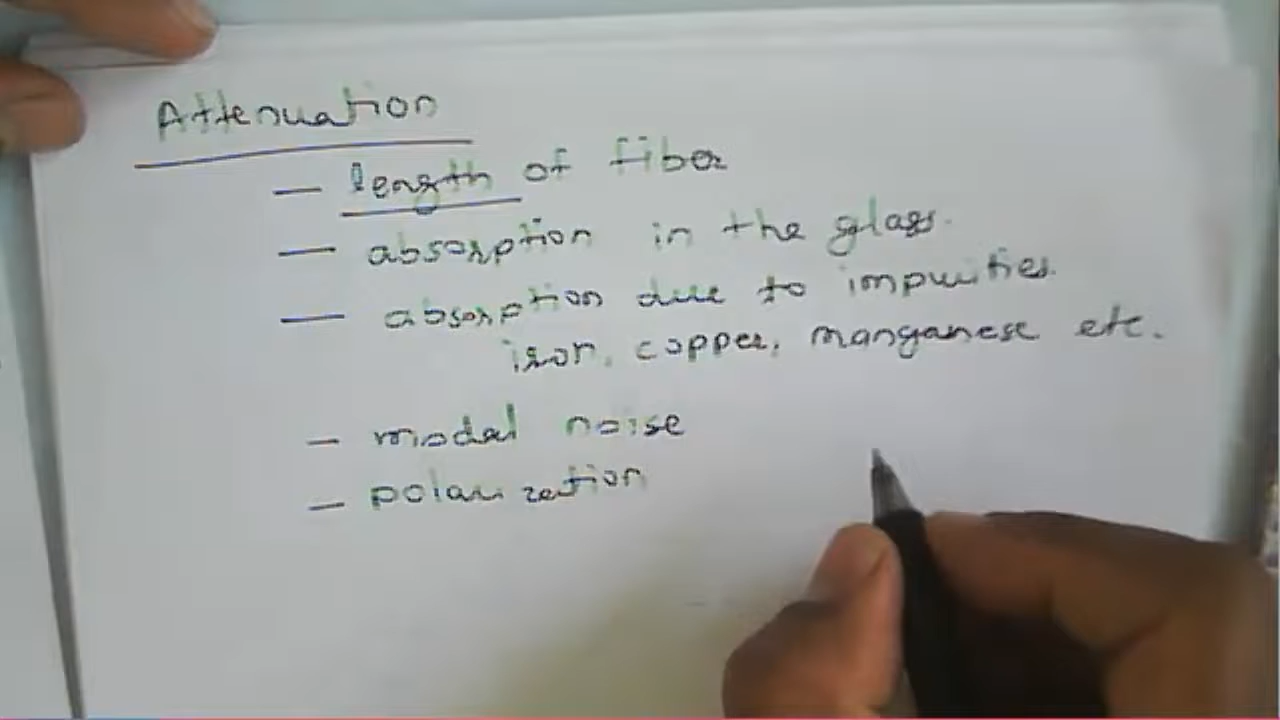 Attenuation
— length of fiber
— absorption in the glass.
— absorption due to impurities.
iron, copper, manganese etc.
— modal noise
— polarization